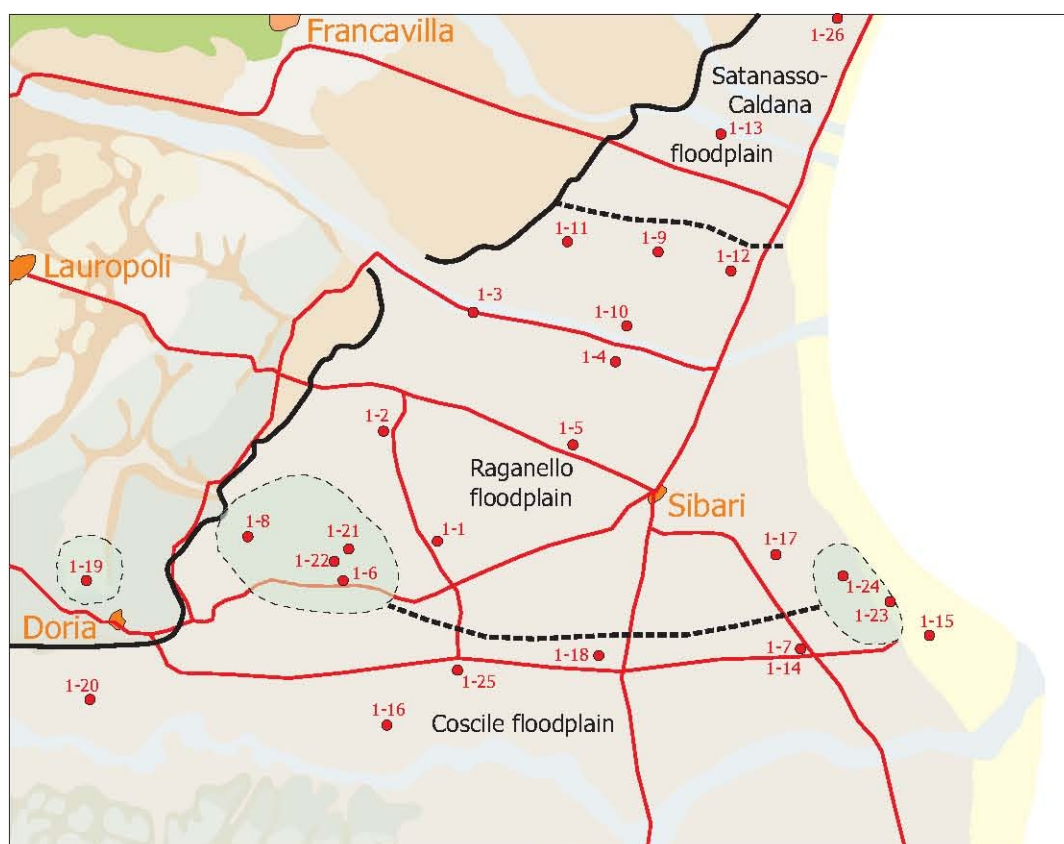 Francavilla
1-26
Satanasso-
Caldana
floodplain
1-13
1-11
1-9
1-12
Lauropoli
1-3
1-10
1-4
1-2
1-5
Raganello
floodplain
Sibari
1-8
1-21
1-22
1-6
1-1
1-17
1-19
1-24
1-23
1-15
Doria
1-18
1-7
1-14
1-25
1-20
1-16
Coscile floodplain